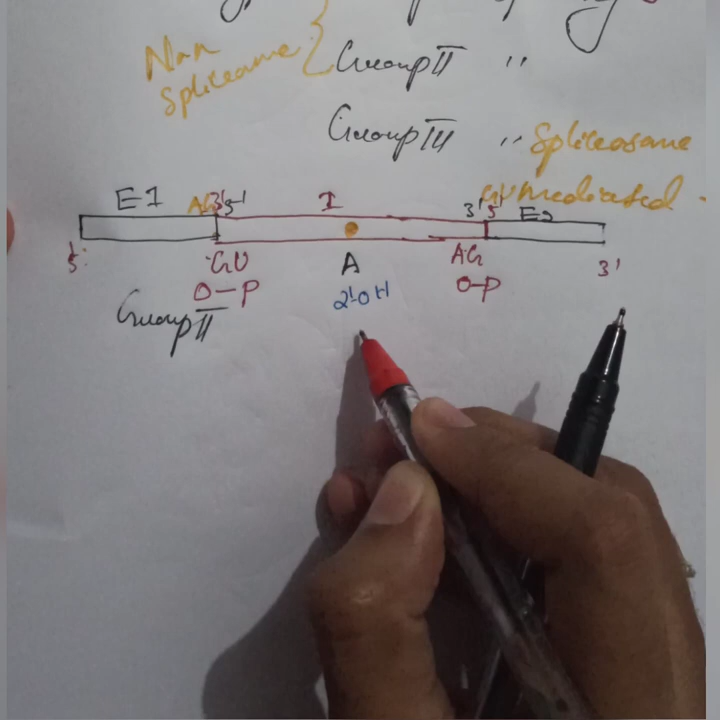 Non
Spliceosome
Group II "
Group III " Spliceosome
mediated.
E1 AG 3' 5' I 3' 5' E2
5' GU A AG 3'
O-P 2'-OH O-P
Group II